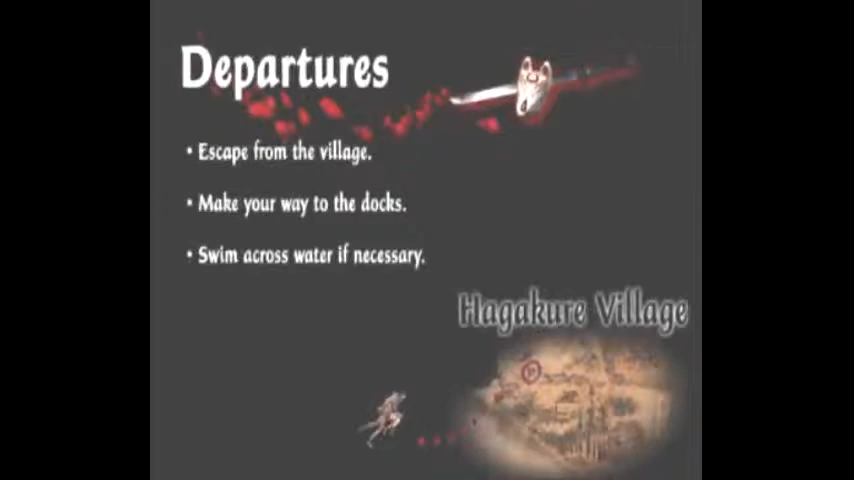 Departures
• Escape from the village.
• Make your way to the docks.
• Swim across water if necessary.
Hagakure Village